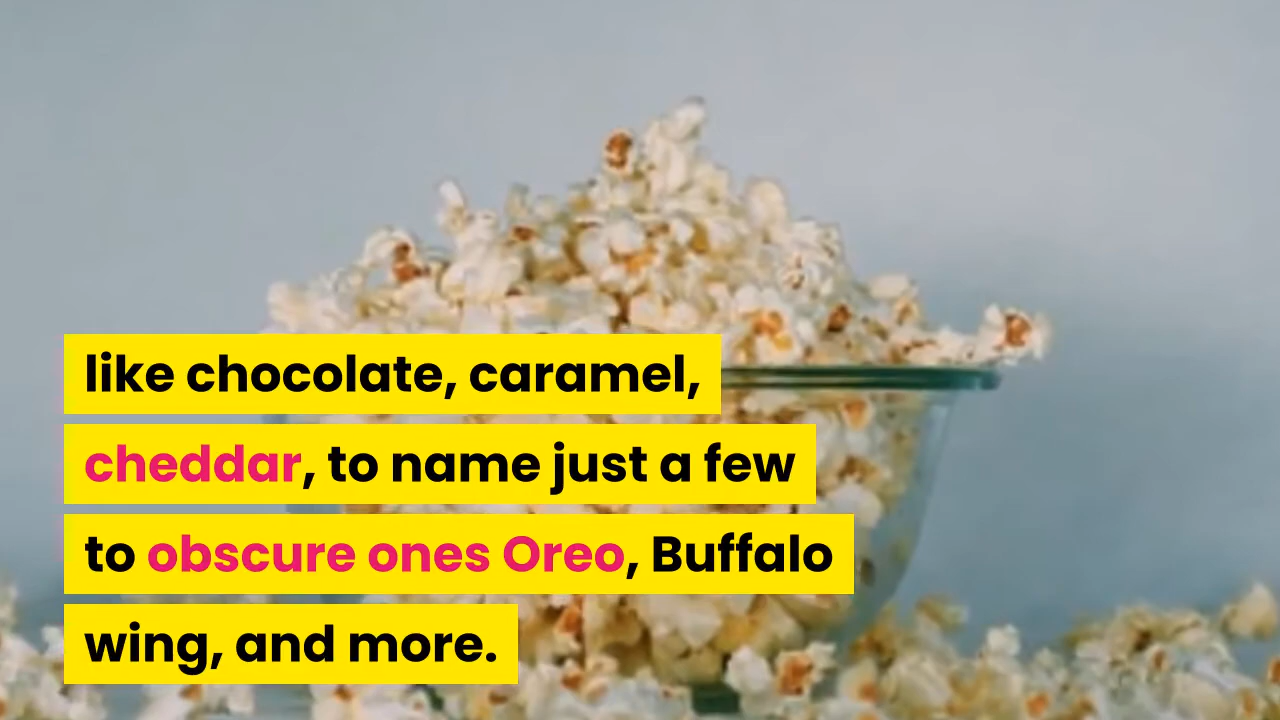 like chocolate, caramel,
cheddar, to name just a few
to obscure ones Oreo, Buffalo
wing, and more.